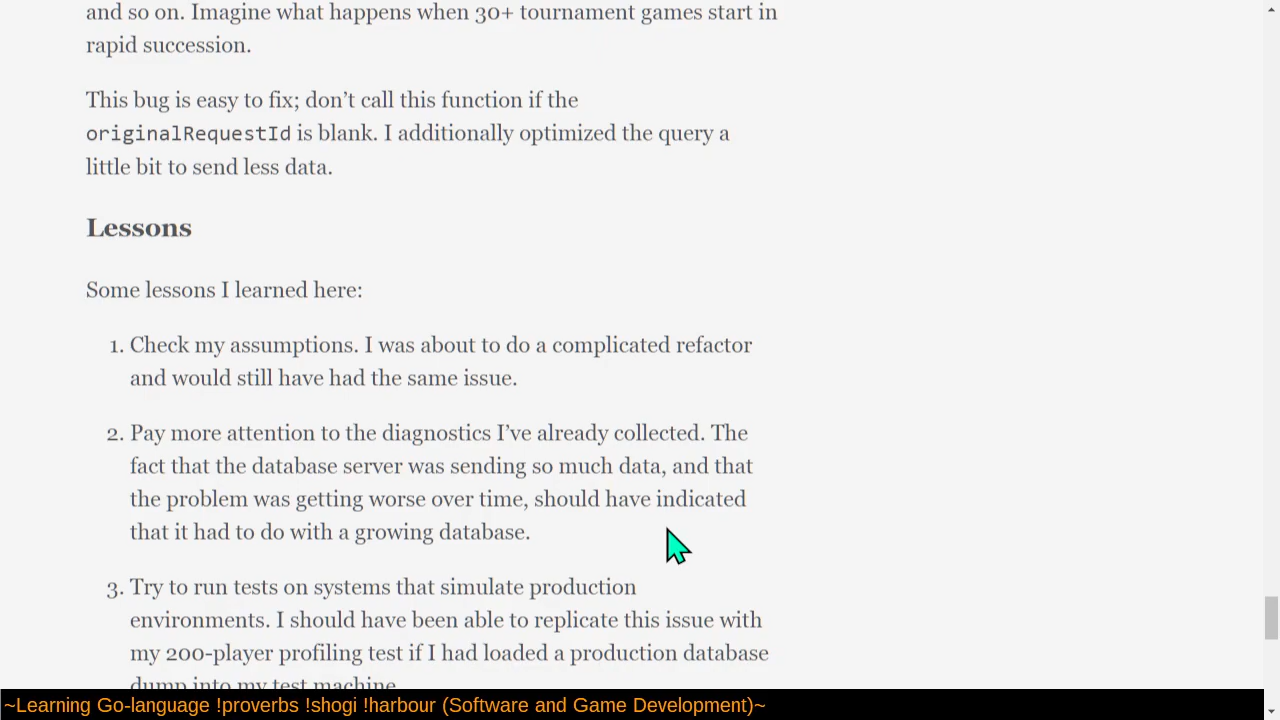 and so on. Imagine what happens when 30+ tournament games start in
rapid succession.
This bug is easy to fix; don’t call this function if the
originalRequestId is blank. I additionally optimized the query a
little bit to send less data.
Lessons
Some lessons I learned here:
1. Check my assumptions. I was about to do a complicated refactor
and would still have had the same issue.
2. Pay more attention to the diagnostics I’ve already collected. The
fact that the database server was sending so much data, and that
the problem was getting worse over time, should have indicated
that it had to do with a growing database.
3. Try to run tests on systems that simulate production
environments. I should have been able to replicate this issue with
my 200-player profiling test if I had loaded a production database
dump into my test machine.
~Learning Go-language !proverbs !shogi !harbour (Software and Game Development)~